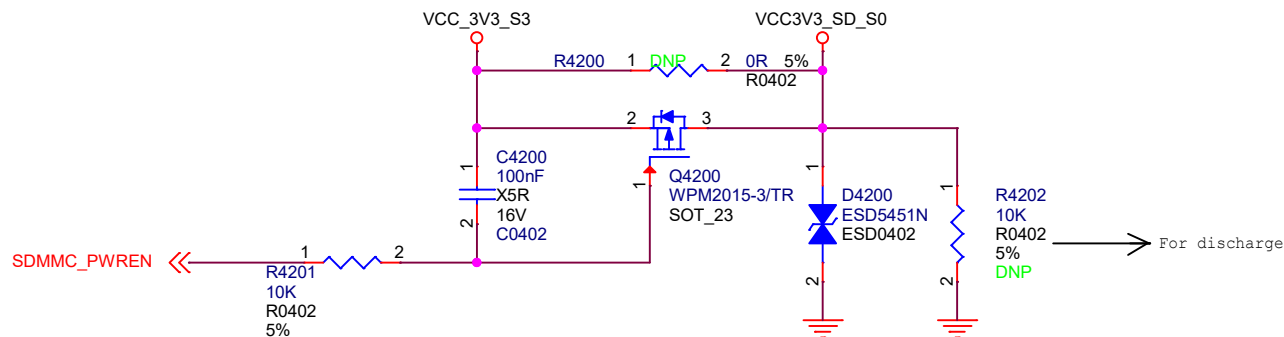 VCC_3V3_S3
VCC3V3_SD_S0
R4200
1
DNP
2
0R
5%
R0402
2
3
1
C4200
100nF
X5R
16V
C0402
2
1
Q4200
WPM2015-3/TR
SOT_23
1
D4200
ESD5451N
ESD0402
2
1
R4202
10K
R0402
5%
DNP
2
For discharge
SDMMC_PWREN
1
2
R4201
10K
R0402
5%